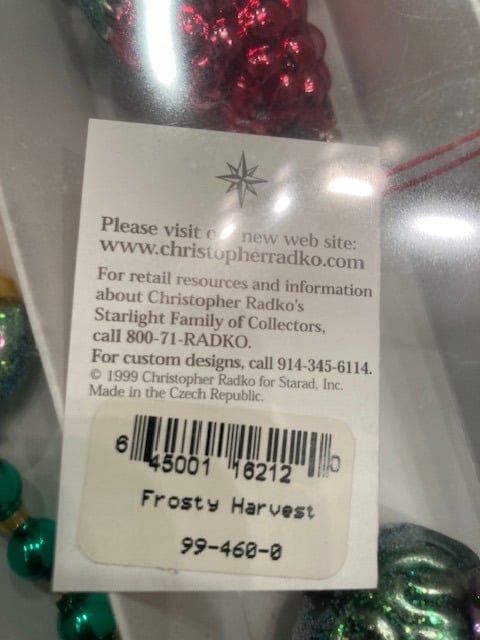 Please visit new web site:
www.christopherradko.com
For retail resources and information
about Christopher Radko's
Starlight Family of Collectors,
call 800-71-RADKO.
For custom designs, call 914-345-6114.
© 1999 Christopher Radko for Starad, Inc.
Made in the Czech Republic.
6 45001 16212 0
Frosty Harvest
99-460-0